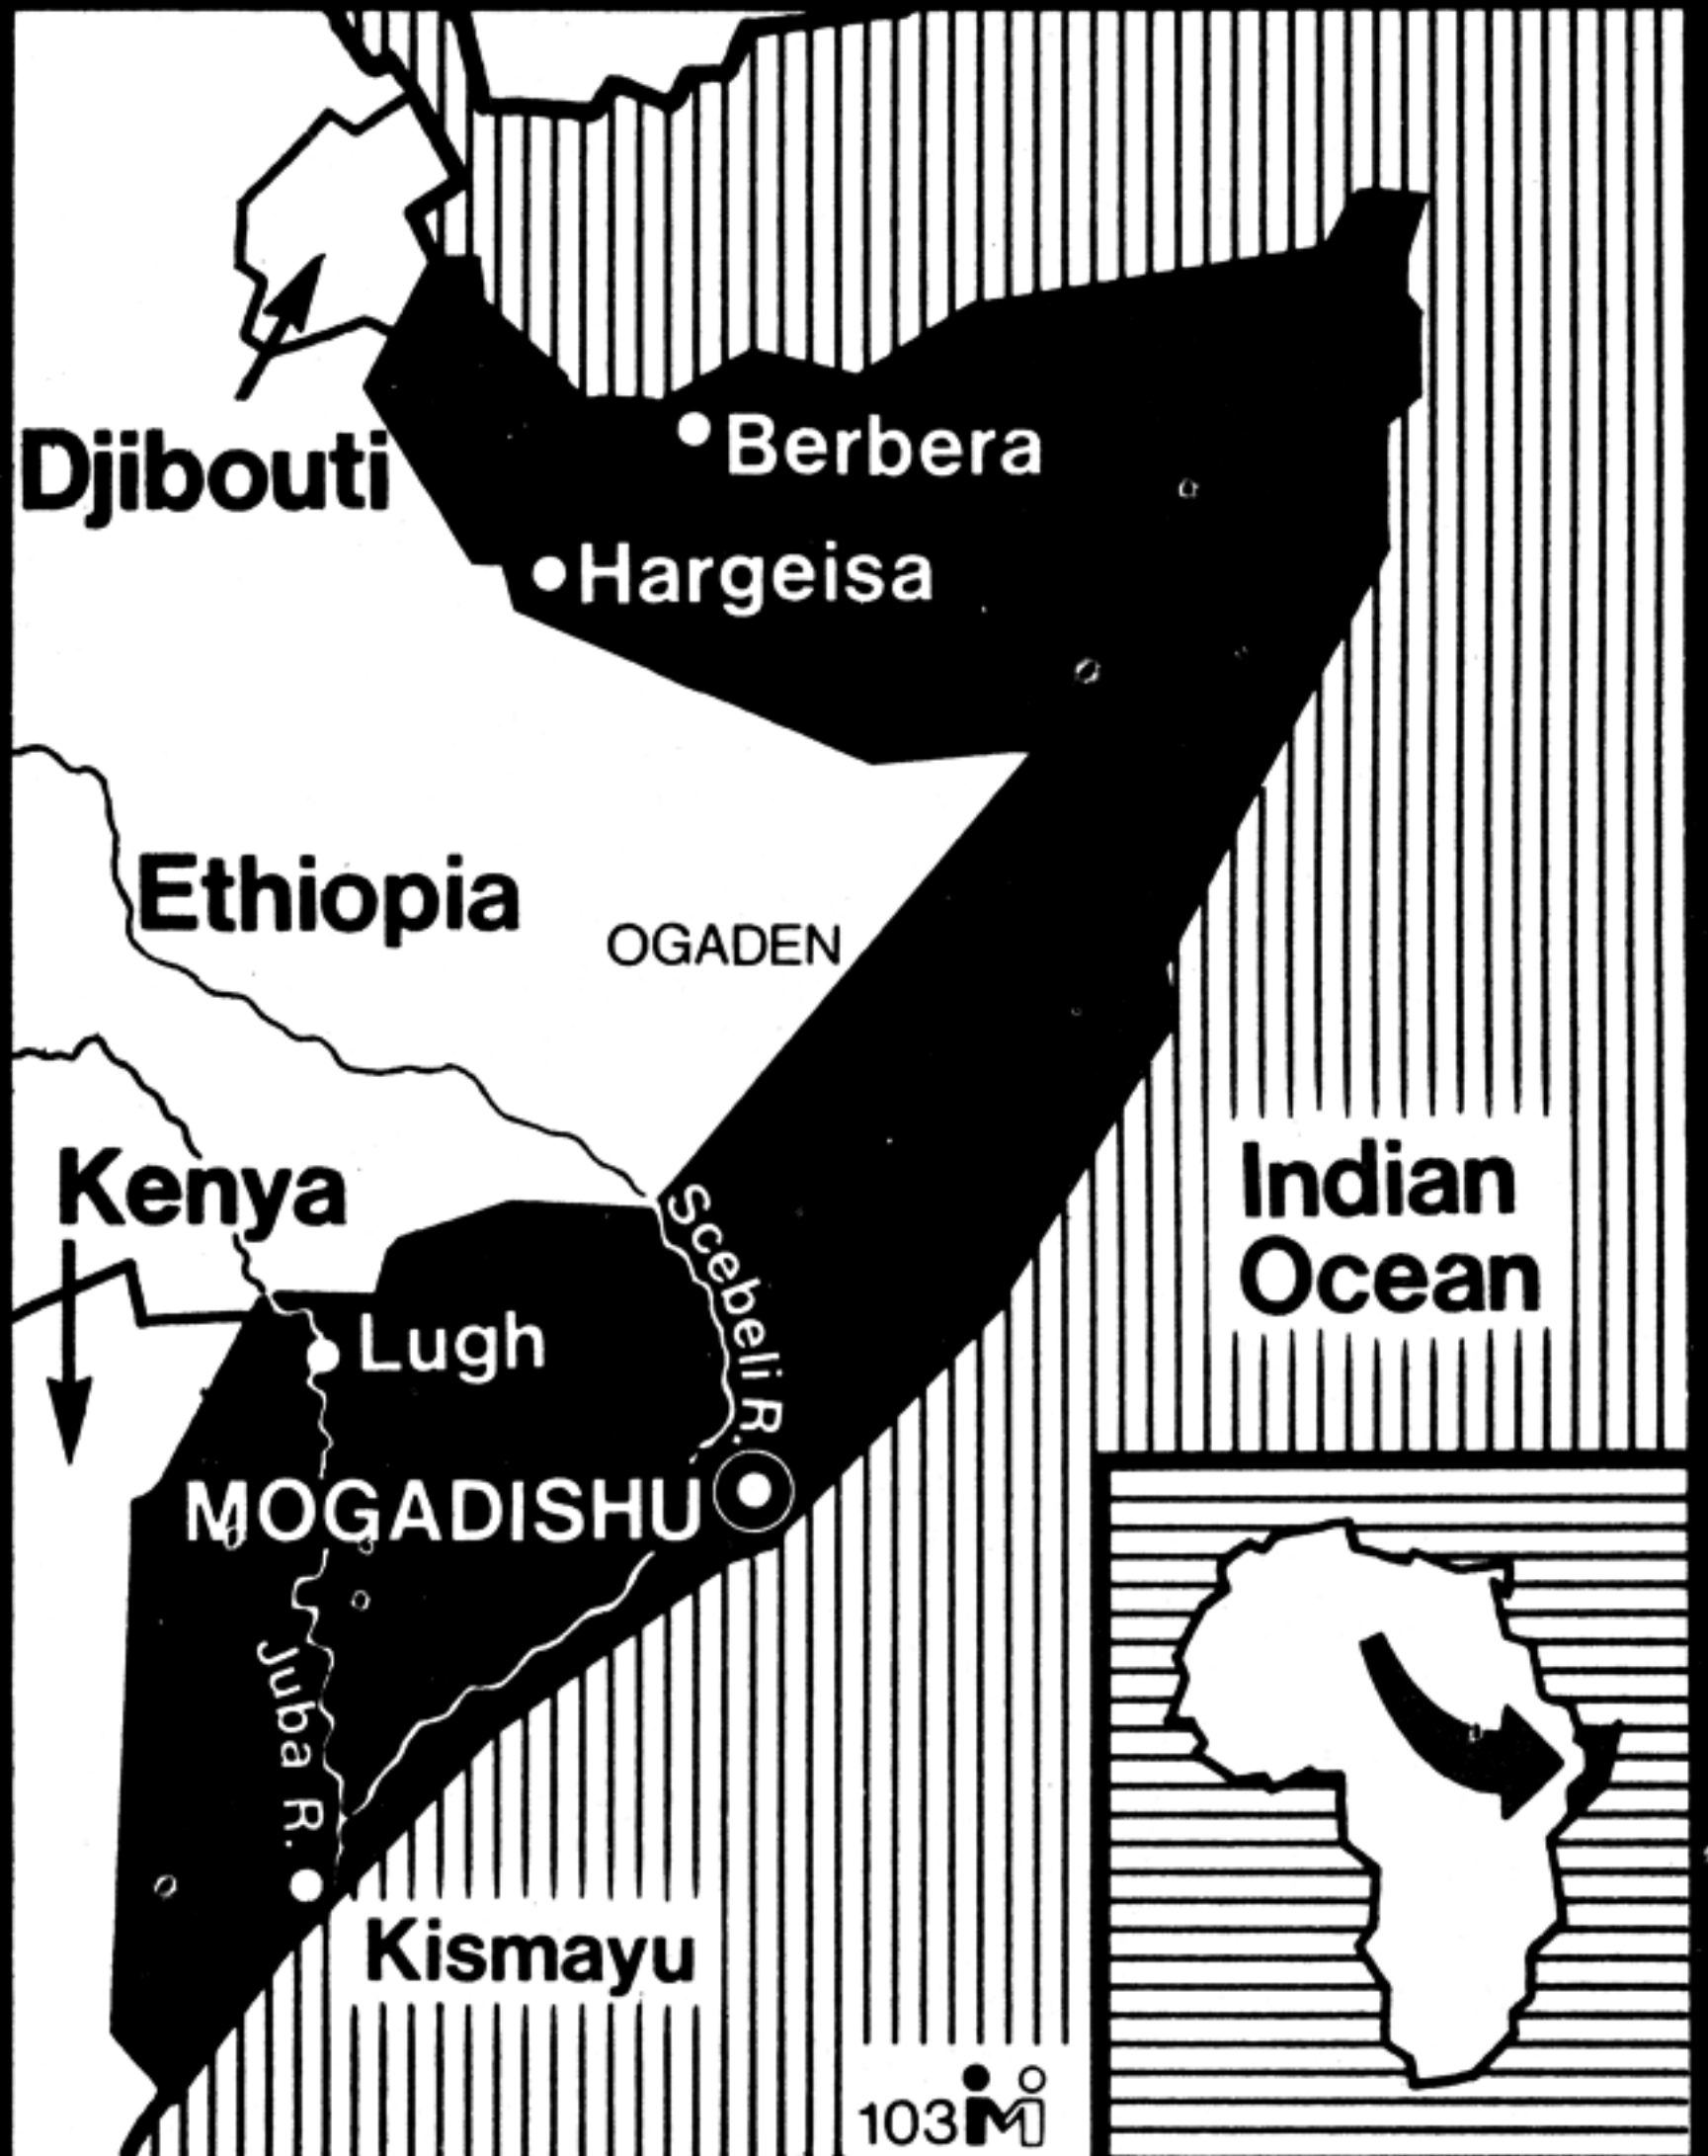 Djibouti
Berbera
Hargeisa
Ethiopia
OGADEN
Kenya
Scebeli R.
Indian
Ocean
Lugh
MOGADISHU
Juba R.
Kismayu
103